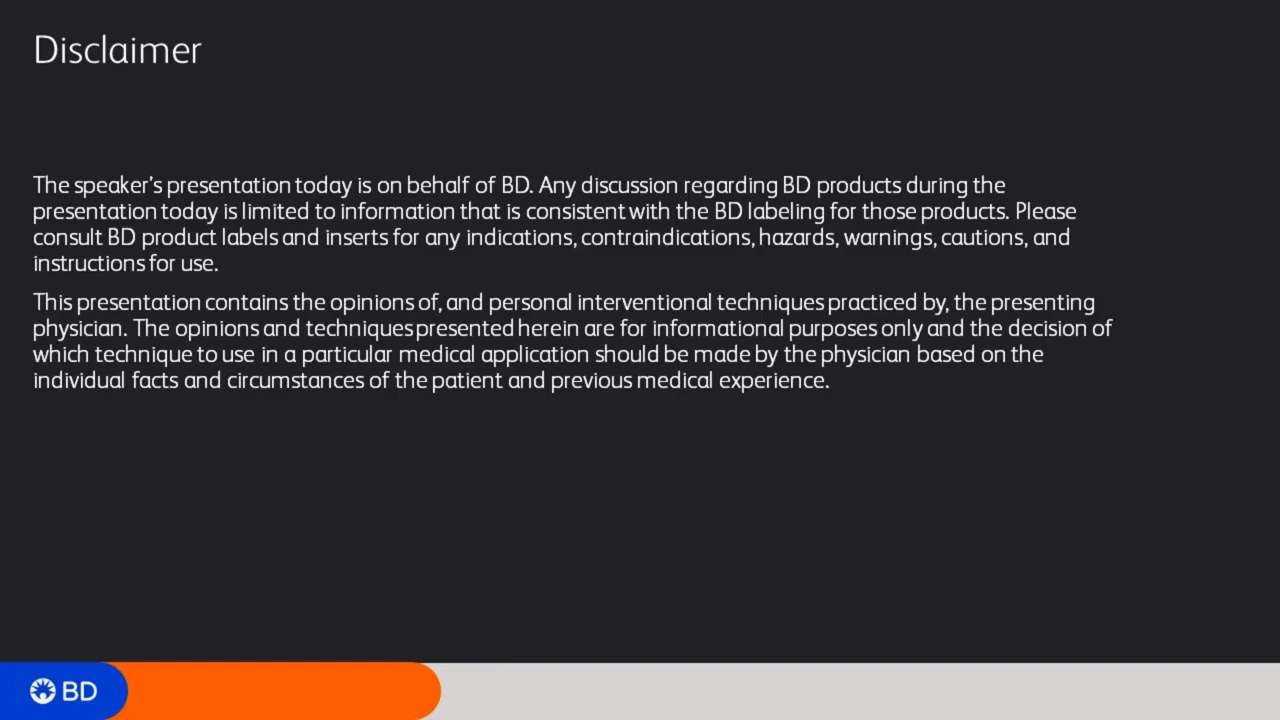 Disclaimer
The speaker's presentation today is on behalf of BD. Any discussion regarding BD products during the
presentation today is limited to information that is consistent with the BD labeling for those products. Please
consult BD product labels and inserts for any indications, contraindications, hazards, warnings, cautions, and
instructions for use.
This presentation contains the opinions of, and personal interventional techniques practiced by, the presenting
physician. The opinions and techniques presented herein are for informational purposes only and the decision of
which technique to use in a particular medical application should be made by the physician based on the
individual facts and circumstances of the patient and previous medical experience.
BD